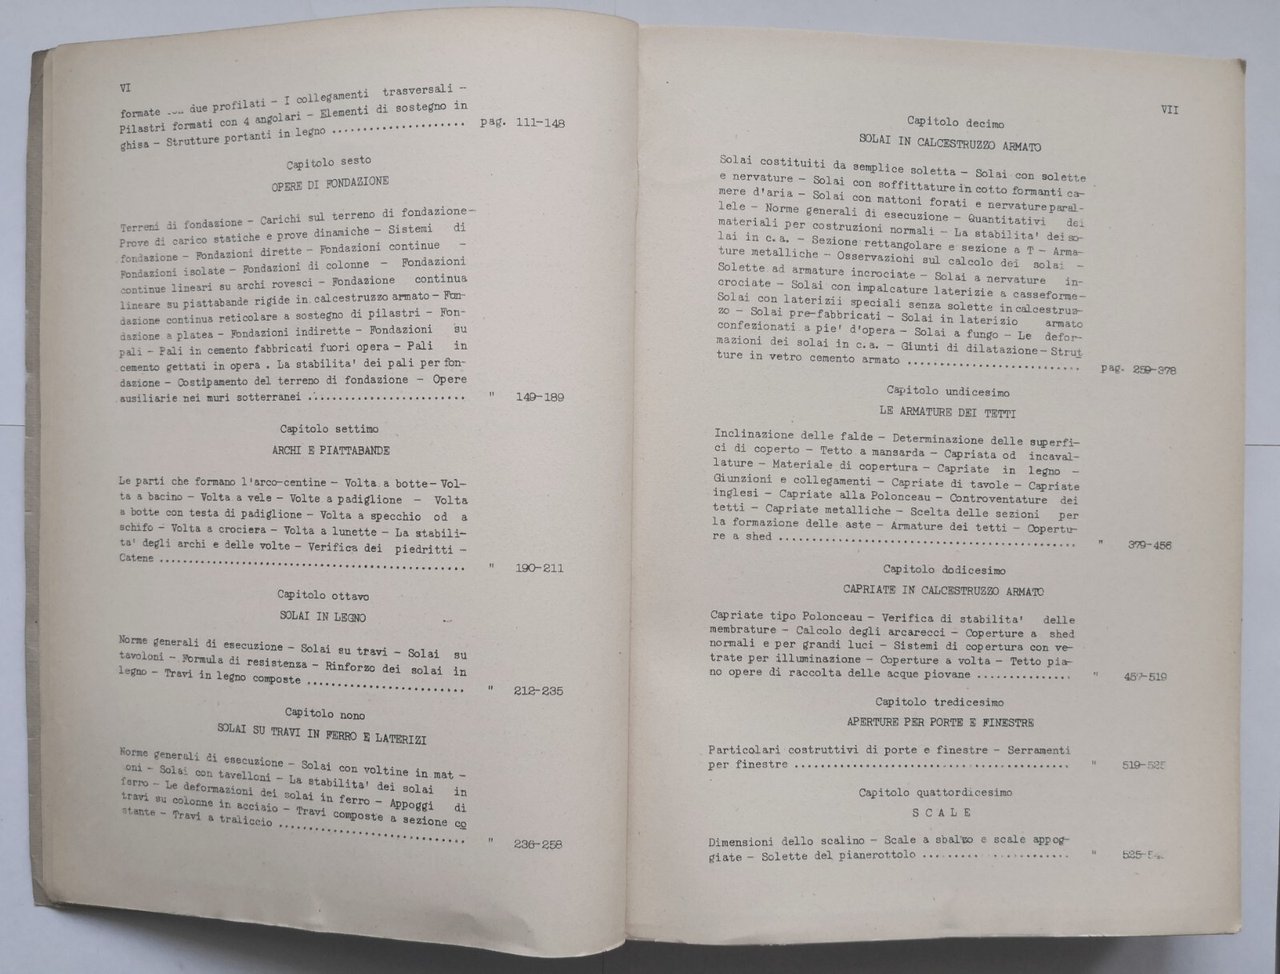 VI
formate due profilati - I collegamenti trasversali -
Pilastri formati con 4 angolari - Elementi di sostegno in
ghisa - Strutture portanti in legno .................... pag. 111-148
Capitolo sesto
OPERE DI FONDAZIONE
Terreni di fondazione - Carichi sul terreno di fondazione-
Prove di carico statiche e prove dinamiche - Sistemi di
fondazione - Fondazioni dirette - Fondazioni continue -
Fondazioni isolate - Fondazioni di colonne - Fondazioni
continue lineari su archi rovesci - Fondazione continua
lineare su piattabande rigide in calcestruzzo armato - Fon-
dazione continua reticolare a sostegno di pilastri - Fon-
dazione a platea - Fondazioni indirette - Fondazioni su
pali - Pali in cemento fabbricati fuori opera - Pali in
cemento gettati in opera . La stabilita' dei pali per fon-
dazione - Costipamento del terreno di fondazione - Opere
ausiliarie nei muri sotterranei ........................ " 149-189
Capitolo settimo
ARCHI E PIATTABANDE
Le parti che formano l'arco-centine - Volta a botte- Vol-
ta a bacino - Volta a vele - Volte a padiglione - Volta
a botte con testa di padiglione - Volta a specchio od a
schifo - Volta a crociera - Volta a lunette - La stabili-
ta' degli archi e delle volte - Verifica dei piedritti -
Catene ............................................... " 190-211
Capitolo ottavo
SOLAI IN LEGNO
Norme generali di esecuzione - Solai su travi - Solai su
tavoloni - Formula di resistenza - Rinforzo dei solai in
legno - Travi in legno composte ........................ " 212-235
Capitolo nono
SOLAI SU TRAVI IN FERRO E LATERIZI
Norme generali di esecuzione - Solai con voltine in mat -
oni - Solai con tavelloni - La stabilita' dei solai in
ferro - Le deformazioni dei solai in ferro - Appoggi di
travi su colonne in acciaio - Travi composte a sezione co
stante - Travi a traliccio ............................. " 236-258
VII
Capitolo decimo
SOLAI IN CALCESTRUZZO ARMATO
Solai costituiti da semplice soletta - Solai con solette
e nervature - Solai con soffittature in cotto formanti ca-
mere d'aria - Solai con mattoni forati e nervature paral-
lele - Norme generali di esecuzione - Quantitativi dei
materiali per costruzioni normali - La stabilita' dei so-
lai in c.a. - Sezione rettangolare e sezione a T - Arma-
ture metalliche - Osservazioni sul calcolo dei solai -
Solette ad armature incrociate - Solai a nervature in-
crociate - Solai con impalcature laterizie a casseforme-
Solai con laterizii speciali senza solette in calcestruz-
zo - Solai pre-fabbricati - Solai in laterizio armato
confezionati a pie' d'opera - Solai a fungo - Le defor-
mazioni dei solai in c.a. - Giunti di dilatazione- Strut
ture in vetro cemento armato .......................... pag. 259-378
Capitolo undicesimo
LE ARMATURE DEI TETTI
Inclinazione delle falde - Determinazione delle superfi-
ci di coperto - Tetto a mansarda - Capriata od incaval-
lature - Materiale di copertura - Capriate in legno -
Giunzioni e collegamenti - Capriate di tavole - Capriate
inglesi - Capriate alla Polonceau - Controventature dei
tetti - Capriate metalliche - Scelta delle sezioni per
la formazione delle aste - Armature dei tetti - Copertu-
re a shed ............................................. " 379-456
Capitolo dodicesimo
CAPRIATE IN CALCESTRUZZO ARMATO
Capriate tipo Polonceau - Verifica di stabilita' delle
membrature - Calcolo degli arcarecci - Coperture a shed
normali e per grandi luci - Sistemi di copertura con ve-
trate per illuminazione - Coperture a volta - Tetto pia-
no opere di raccolta delle acque piovane .............. " 457-519
Capitolo tredicesimo
APERTURE PER PORTE E FINESTRE
Particolari costruttivi di porte e finestre - Serramenti
per finestre .......................................... " 519-525
Capitolo quattordicesimo
S C A L E
Dimensioni dello scalino - Scale a sbalzo e scale appog-
giate - Solette del pianerottolo ...................... " 525-